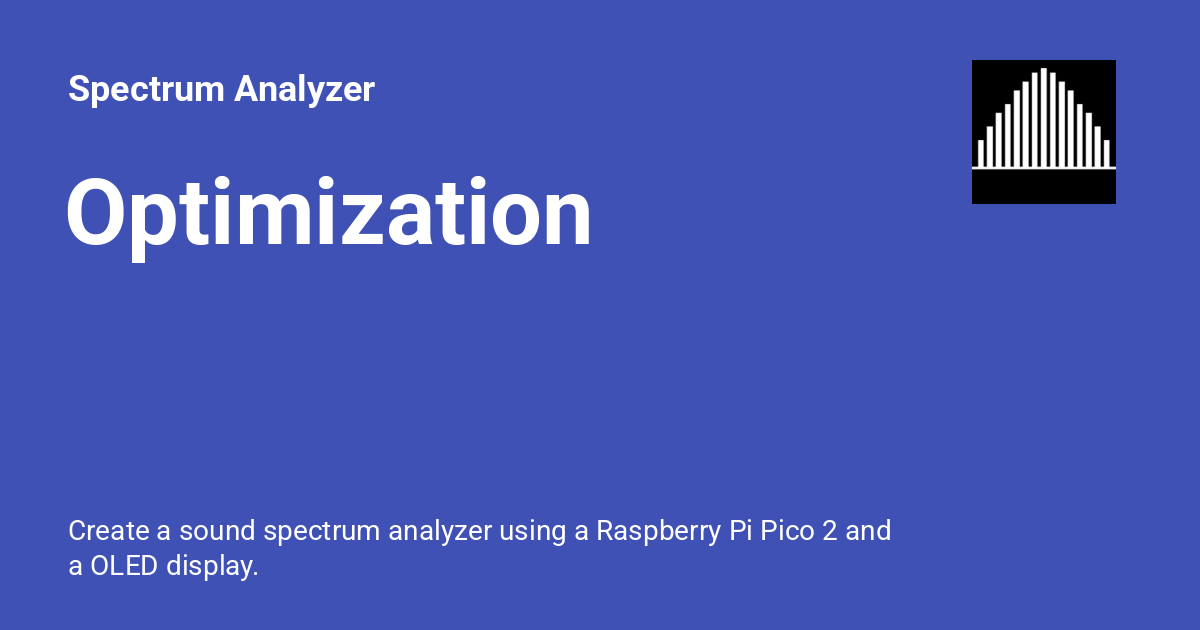 Spectrum Analyzer
Optimization
Create a sound spectrum analyzer using a Raspberry Pi Pico 2 and
a OLED display.